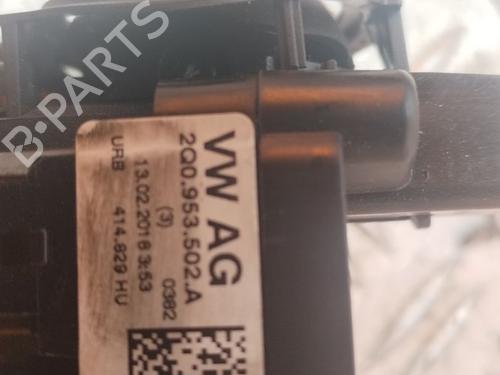 VW AG
2Q0.953.502.A
(3) 0382
13.02.2018 3:53
URB 414.829 HU
B-PARTS